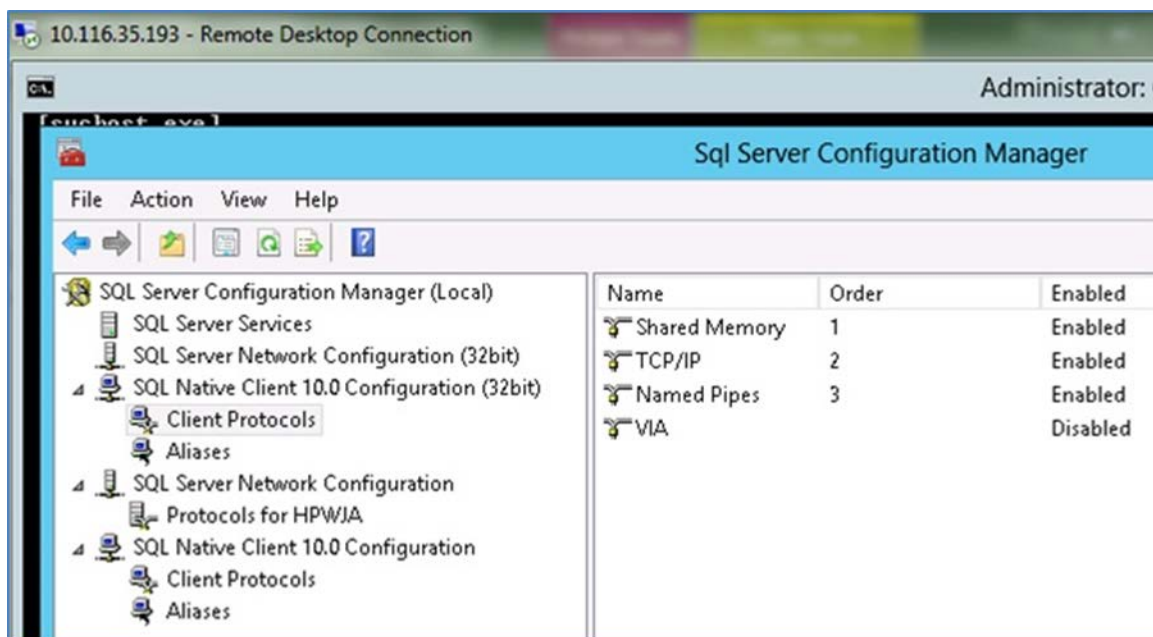 10.116.35.193 - Remote Desktop Connection
Administrator:
[svchost.exe]
Sql Server Configuration Manager
File Action View Help
SQL Server Configuration Manager (Local)
SQL Server Services
SQL Server Network Configuration (32bit)
SQL Native Client 10.0 Configuration (32bit)
Client Protocols
Aliases
SQL Server Network Configuration
Protocols for HPWJA
SQL Native Client 10.0 Configuration
Client Protocols
Aliases
Name Order Enabled
Shared Memory 1 Enabled
TCP/IP 2 Enabled
Named Pipes 3 Enabled
VIA Disabled